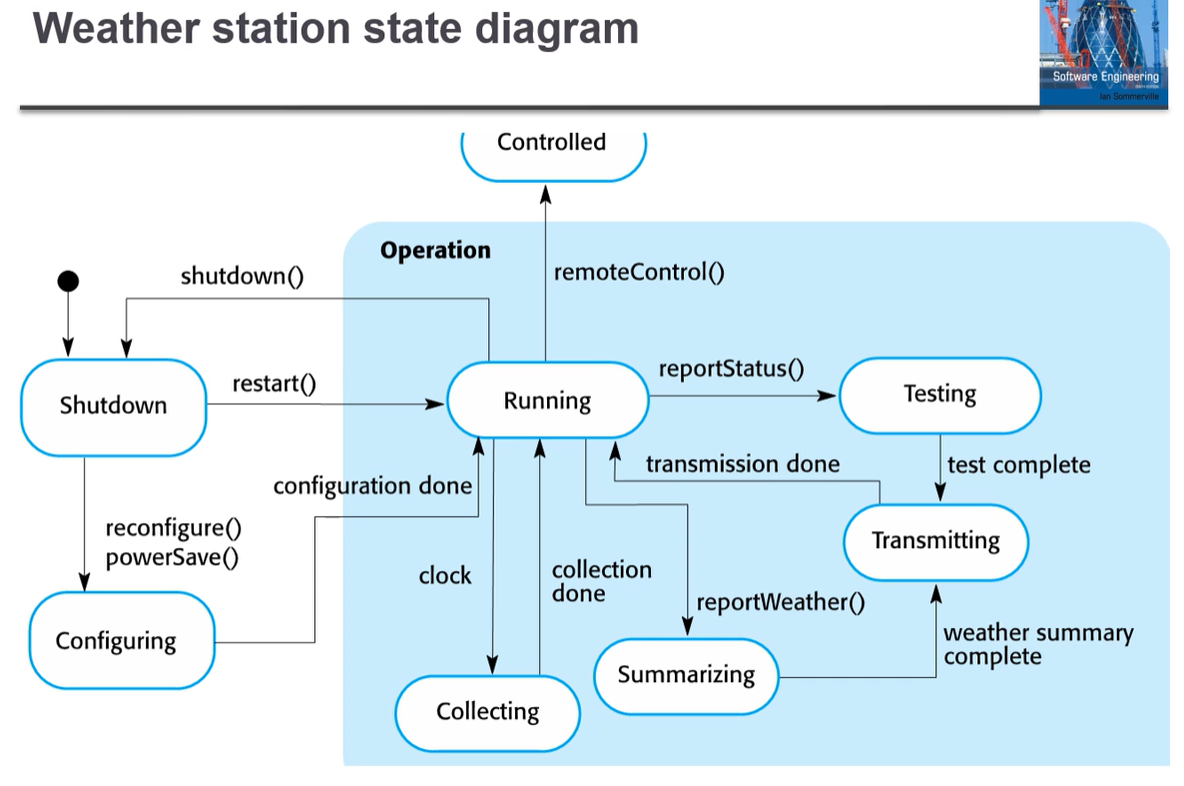 Weather station state diagram
Software Engineering
Ian Sommerville
Controlled
Operation
shutdown()
remoteControl()
restart()
reportStatus()
Shutdown
Running
Testing
transmission done
test complete
configuration done
reconfigure()
powerSave()
Transmitting
clock
collection
done
reportWeather()
Configuring
weather summary
complete
Summarizing
Collecting